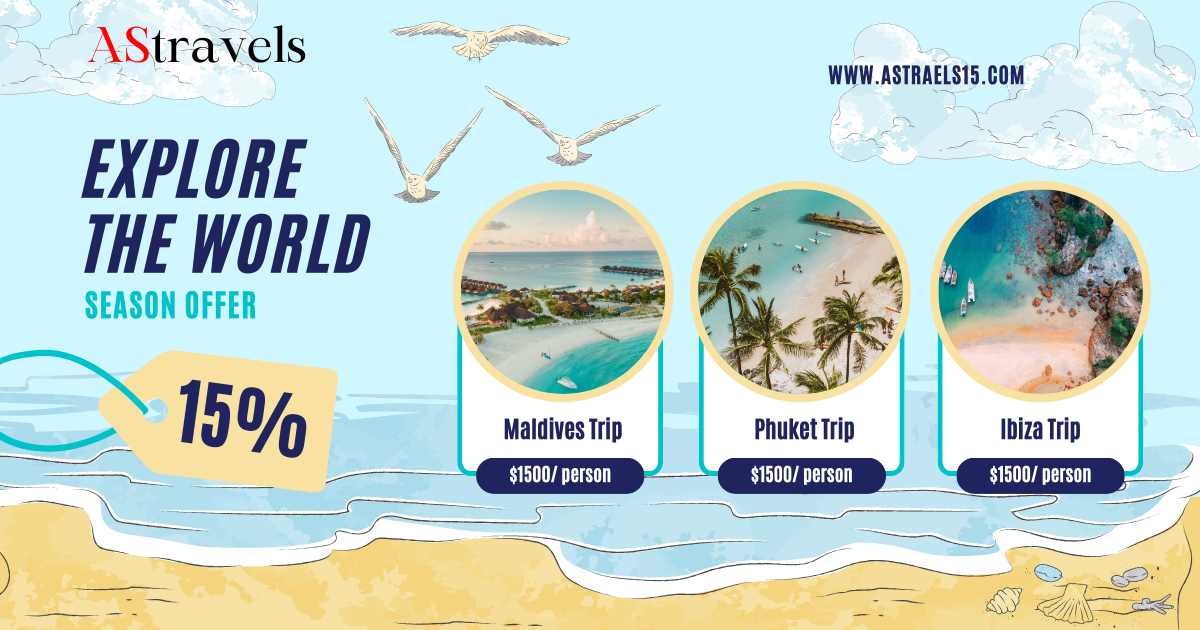 AStravels
WWW.ASTRAELS15.COM
EXPLORE
THE WORLD
SEASON OFFER
15%
Maldives Trip
$1500/ person
Phuket Trip
$1500/ person
Ibiza Trip
$1500/ person